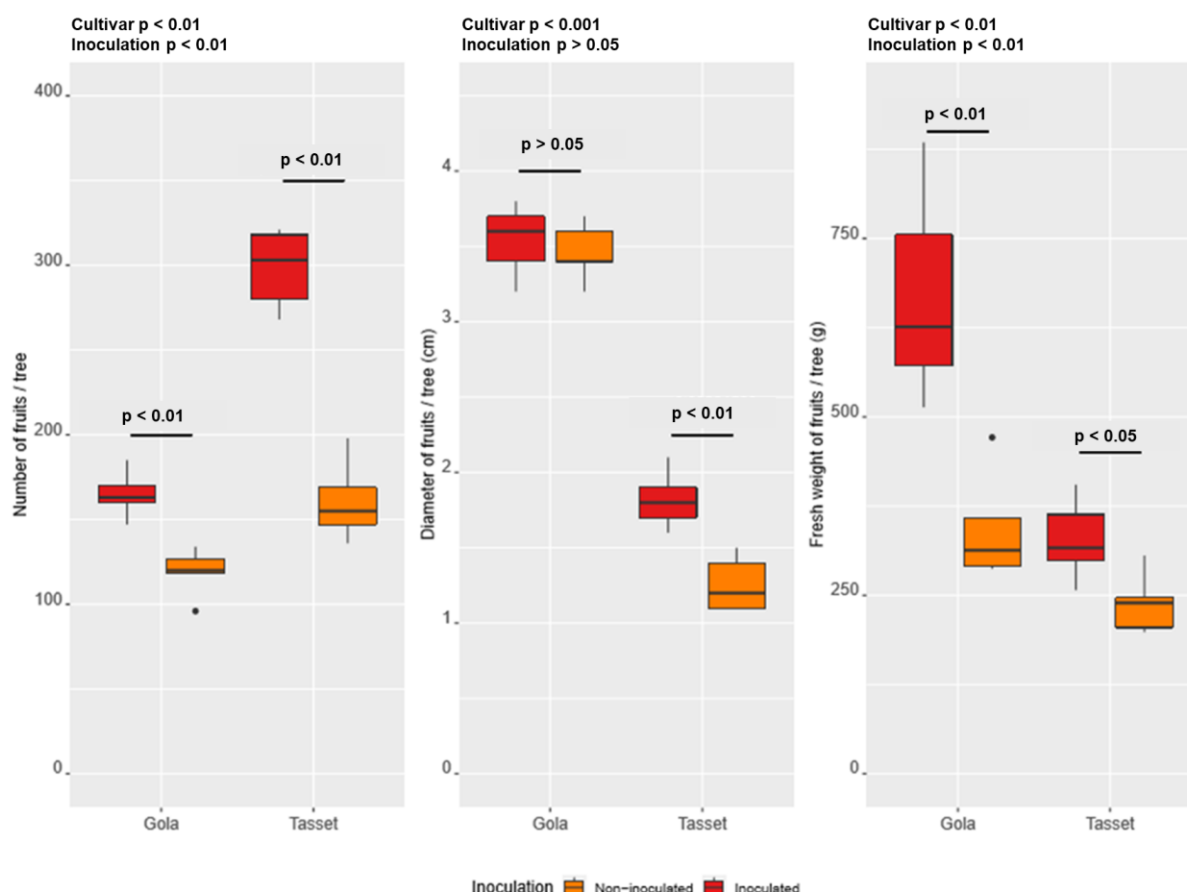 Cultivar p < 0.01
Inoculation p < 0.01
Number of fruits / tree
400
300
200
100
0
p < 0.01
p < 0.01
Gola
Tasset
Cultivar p < 0.001
Inoculation p > 0.05
Diameter of fruits / tree (cm)
4
3
2
1
0
p > 0.05
p < 0.01
Gola
Tasset
Cultivar p < 0.01
Inoculation p < 0.01
Fresh weight of fruits / tree (g)
750
500
250
0
p < 0.01
p < 0.05
Gola
Tasset
Inoculation Non-inoculated Inoculated